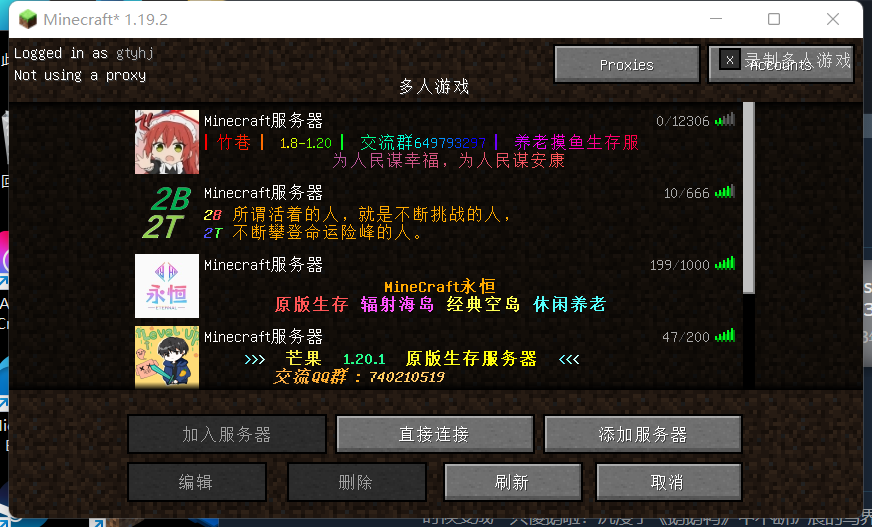 Minecraft* 1.19.2
Logged in as gtyhj
Not using a proxy
Proxies
Accounts
x 录制多人游戏
多人游戏
Minecraft服务器
0/12306
| 竹巷 | 1.8-1.20 | 交流群649793297 | 养老摸鱼生存服
为人民谋幸福，为人民谋安康
2B
2T
Minecraft服务器
10/666
2B 所谓活着的人，就是不断挑战的人，
2T 不断攀登命运险峰的人。
永恒
ETERNAL
Minecraft服务器
199/1000
MineCraft永恒
原版生存 辐射海岛 经典空岛 休闲养老
Level Up
Minecraft服务器
47/200
>>> 芒果 1.20.1 原版生存服务器 <<<
交流QQ群：740210519
加入服务器
直接连接
添加服务器
编辑
删除
刷新
取消